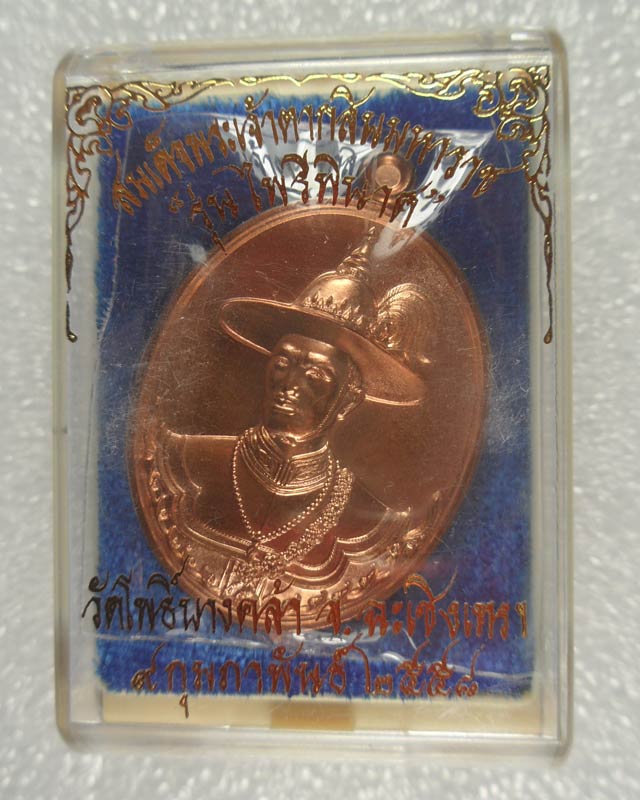 สมเด็จพระเจ้าตากสินมหาราช
"รุ่นไพรีพินาศ"
วัดโพธิ์บางคล้า จ.ฉะเชิงเทรา
๙ กุมภาพันธ์ ๒๕๕๘